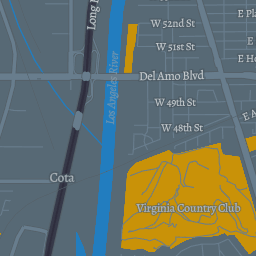 W 52nd St
E Pl
Long
W 51st St
E Ho
Los Angeles River
Del Amo Blvd
W 49th St
E A
W 48th St
Cota
Virginia Country Club